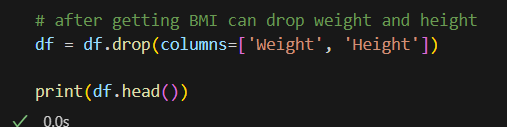 # after getting BMI can drop weight and height
df = df.drop(columns=['Weight', 'Height'])
print(df.head())
0.0s